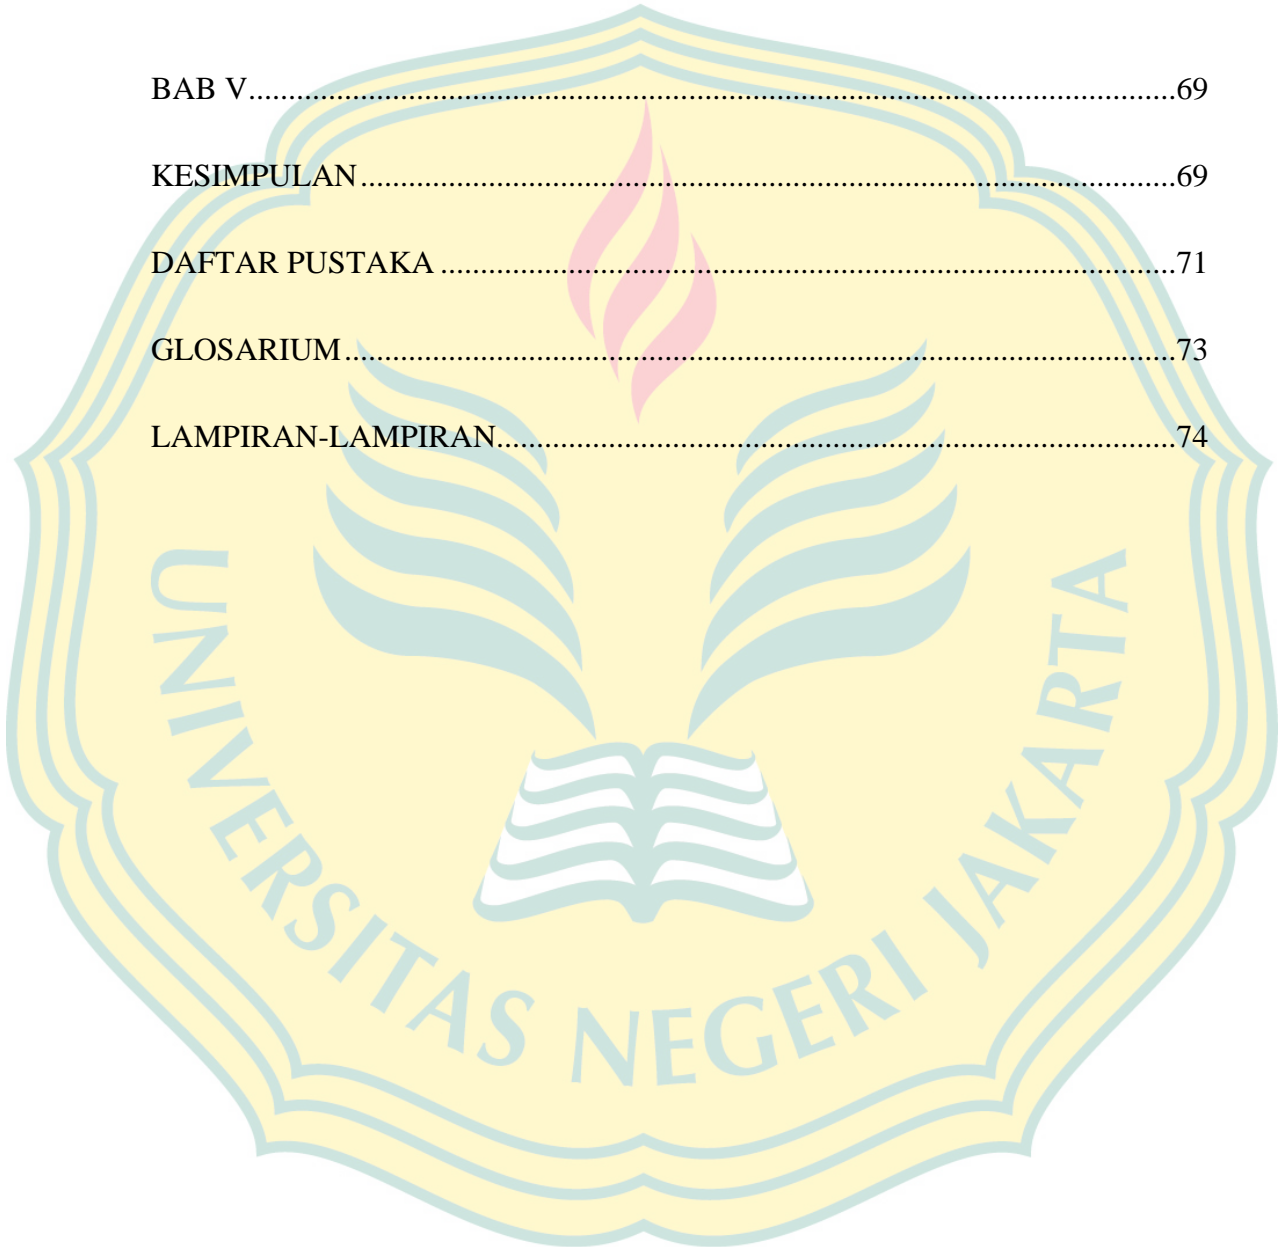 BAB V..........................................................................................................69
KESIMPULAN..........................................................................................................69
DAFTAR PUSTAKA ..........................................................................................................71
GLOSARIUM..........................................................................................................73
LAMPIRAN-LAMPIRAN..........................................................................................................74
UNIVERSITAS NEGERI JAKARTA